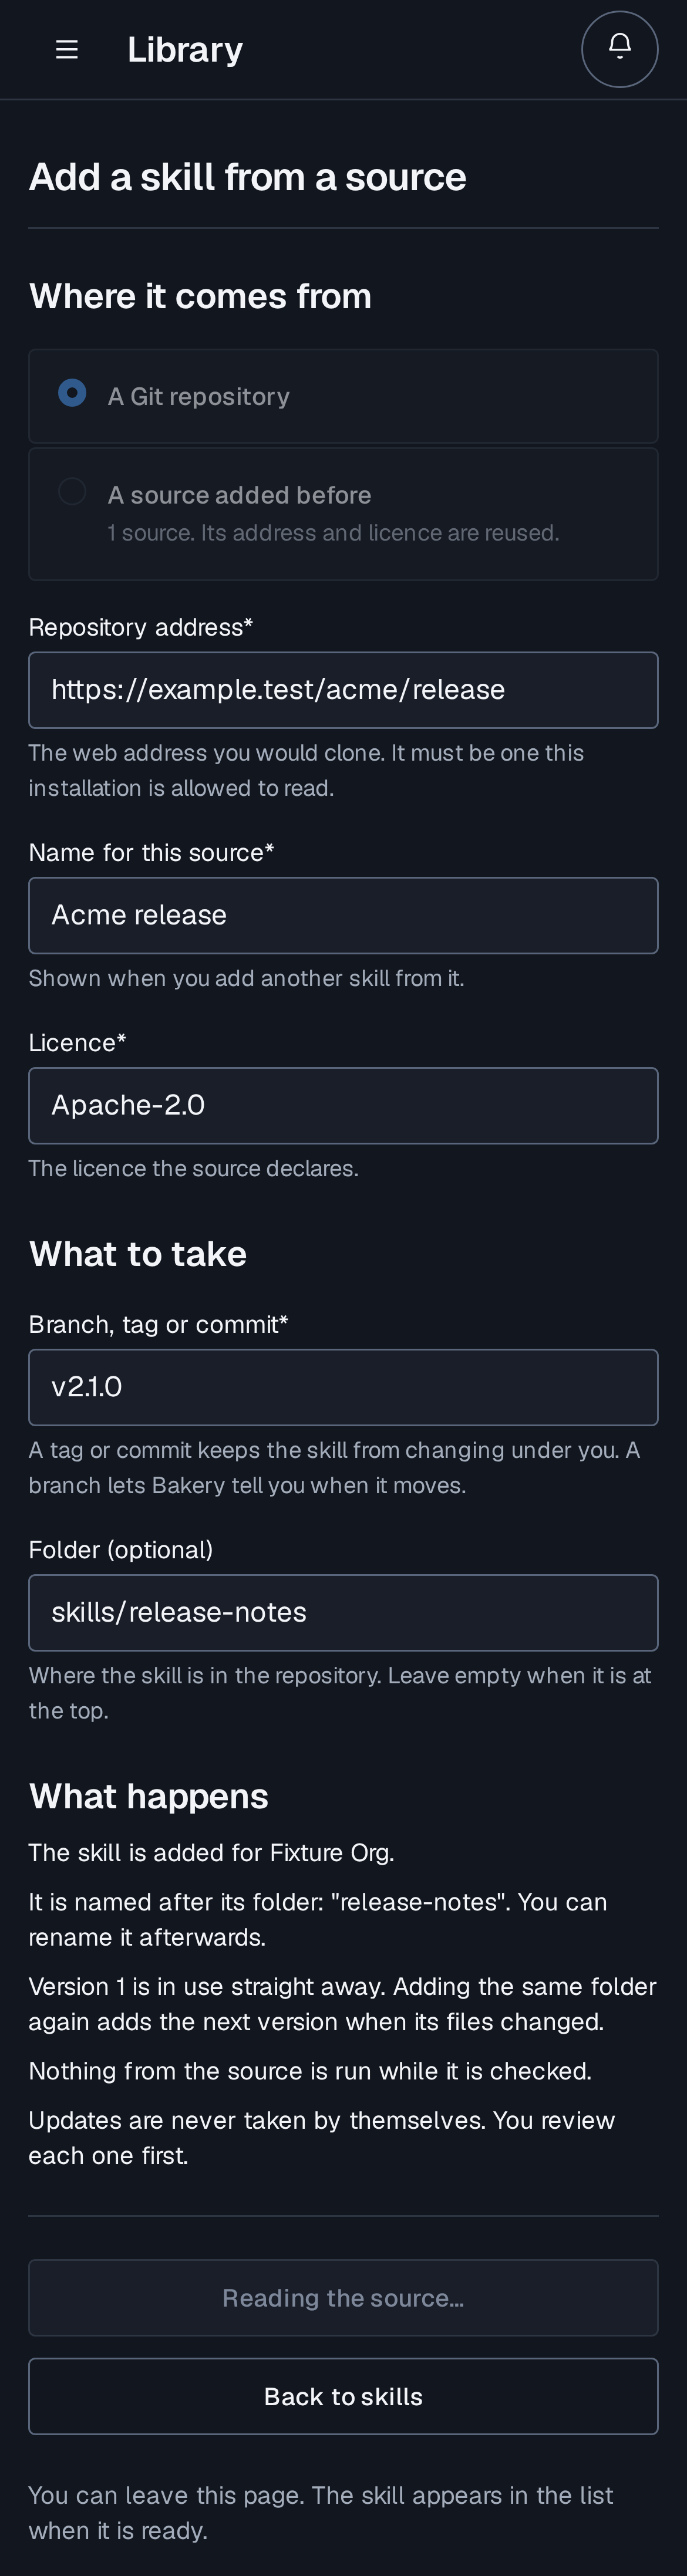 Library
Add a skill from a source
Where it comes from
A Git repository
A source added before
1 source. Its address and licence are reused.
Repository address*
https://example.test/acme/release
The web address you would clone. It must be one this
installation is allowed to read.
Name for this source*
Acme release
Shown when you add another skill from it.
Licence*
Apache-2.0
The licence the source declares.
What to take
Branch, tag or commit*
v2.1.0
A tag or commit keeps the skill from changing under you. A
branch lets Bakery tell you when it moves.
Folder (optional)
skills/release-notes
Where the skill is in the repository. Leave empty when it is at
the top.
What happens
The skill is added for Fixture Org.
It is named after its folder: "release-notes". You can
rename it afterwards.
Version 1 is in use straight away. Adding the same folder
again adds the next version when its files changed.
Nothing from the source is run while it is checked.
Updates are never taken by themselves. You review
each one first.
Reading the source…
Back to skills
You can leave this page. The skill appears in the list
when it is ready.